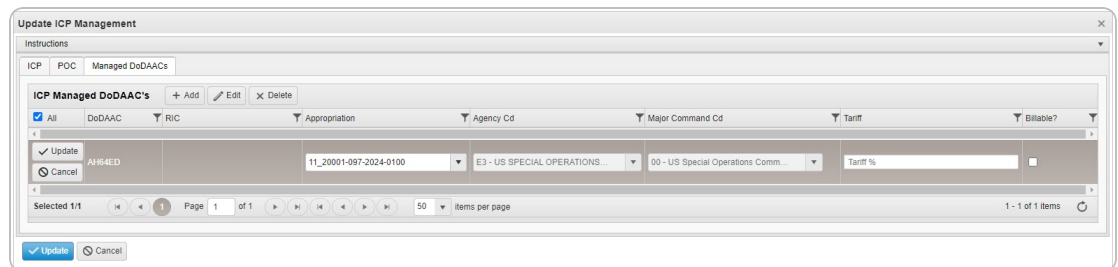 Update ICP Management
Instructions
ICP POC Managed DoDAACs
ICP Managed DoDAAC's + Add Edit × Delete
All DoDAAC RIC Appropriation Agency Cd Major Command Cd Tariff Billable?
Update
AH64ED 11_20001-097-2024-0100 E3 - US SPECIAL OPERATIONS... 00 - US Special Operations Comm... Tariff %
Cancel
Selected 1/1 1 Page 1 of 1 50 items per page 1 - 1 of 1 items
Update Cancel